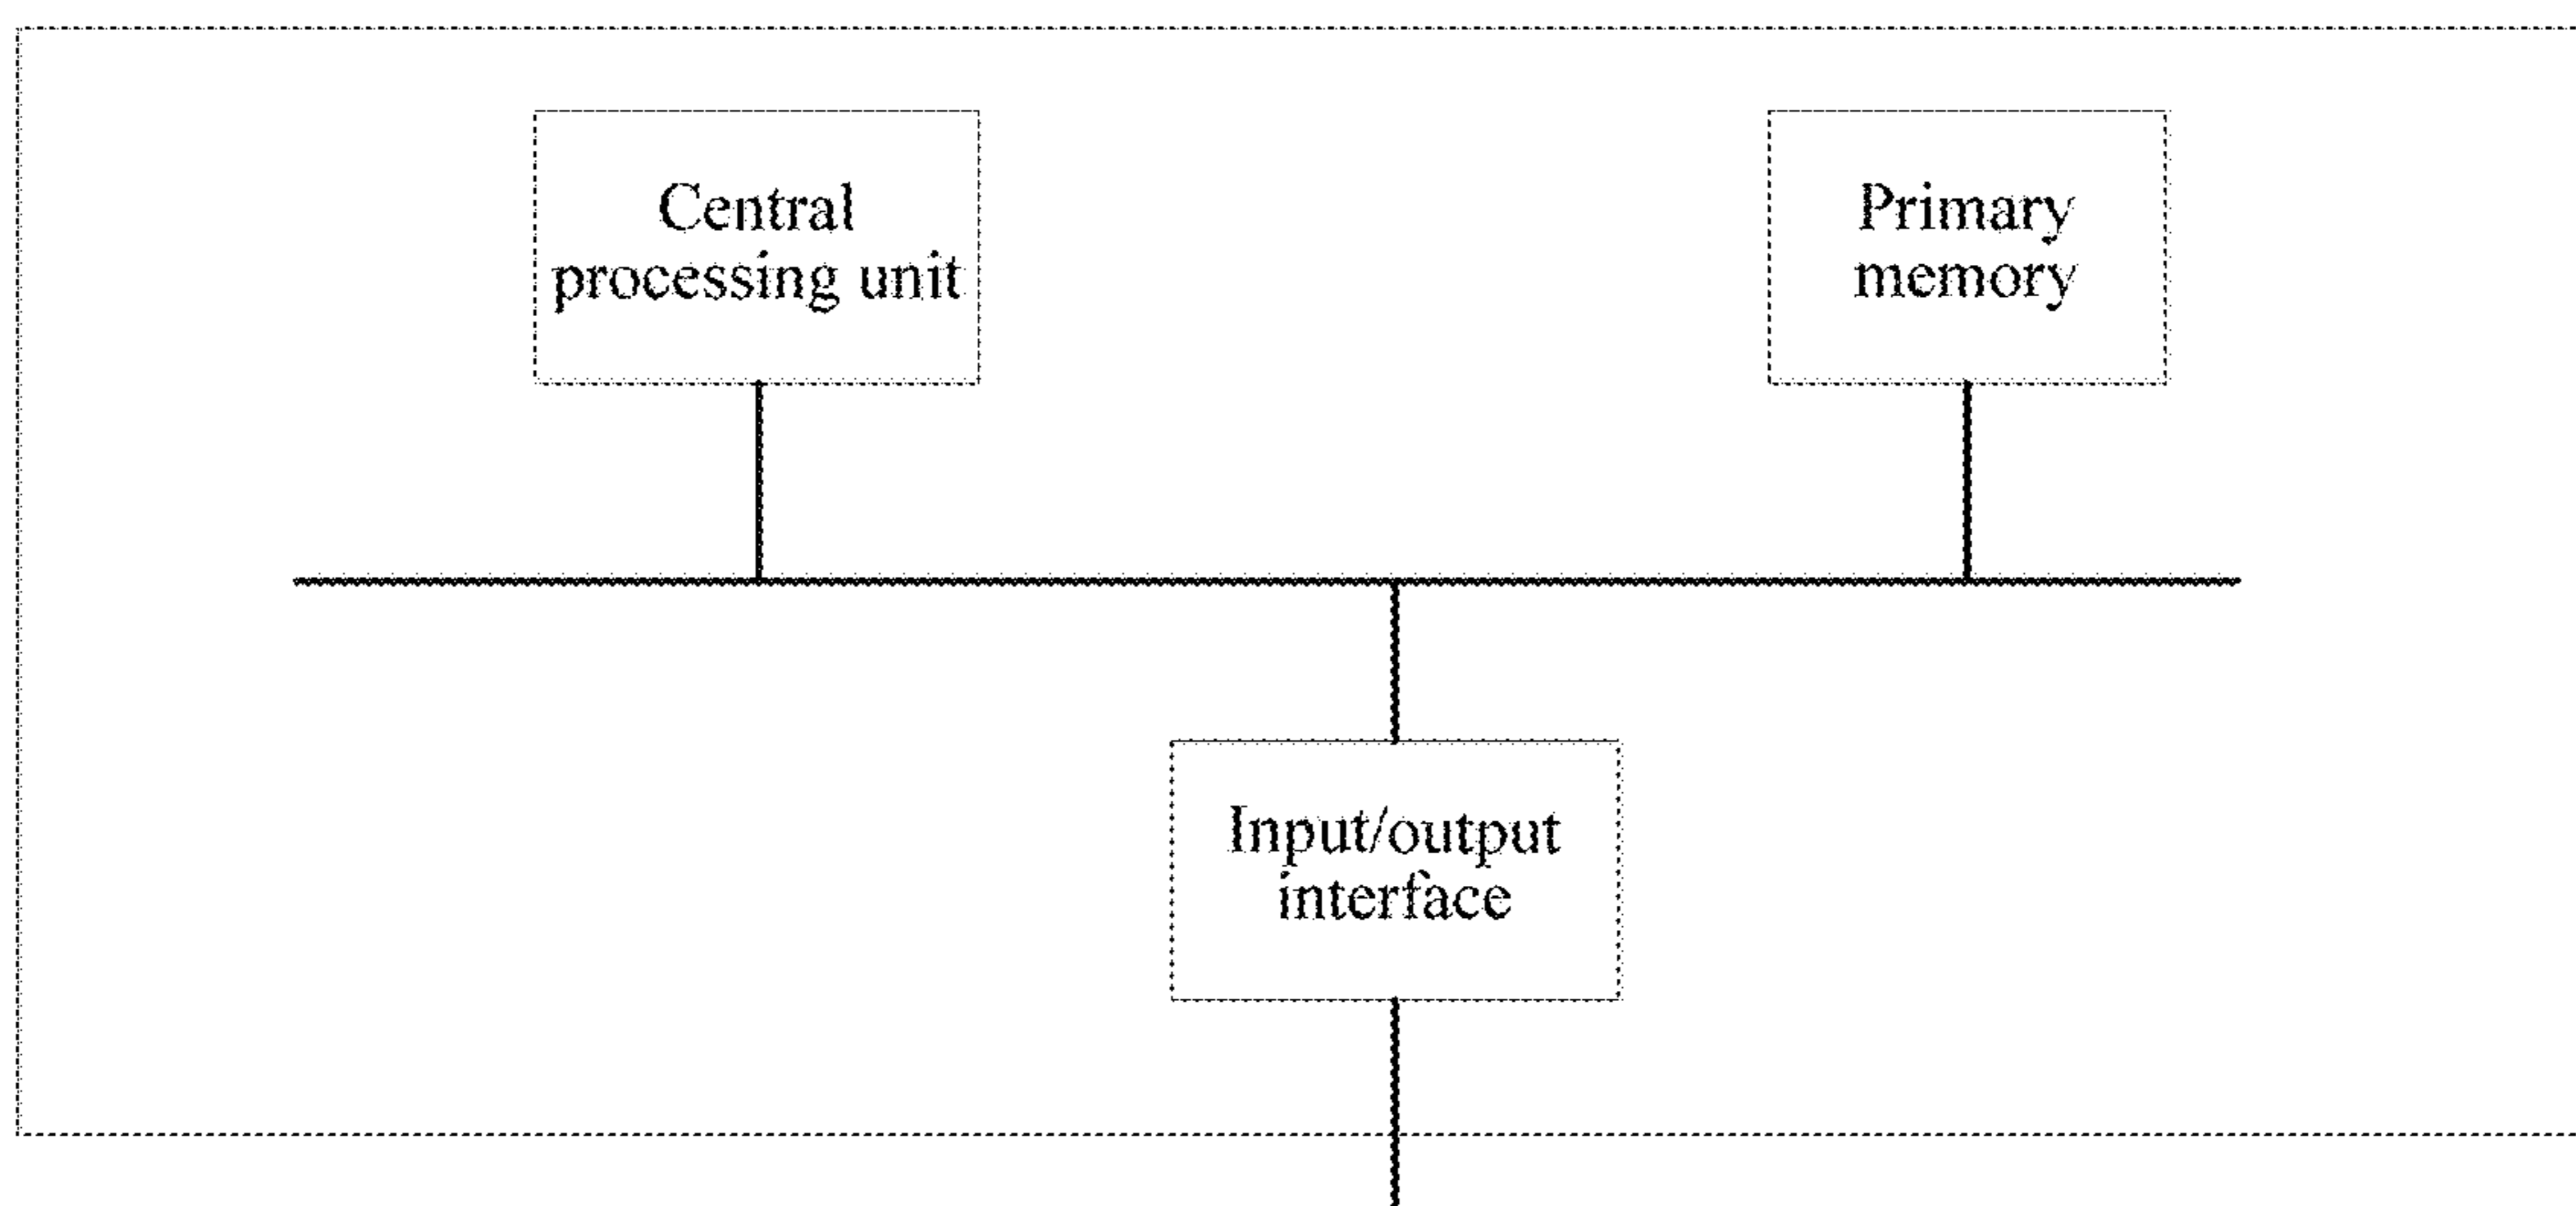 Central
processing unit
Primary
memory
Input/output
interface